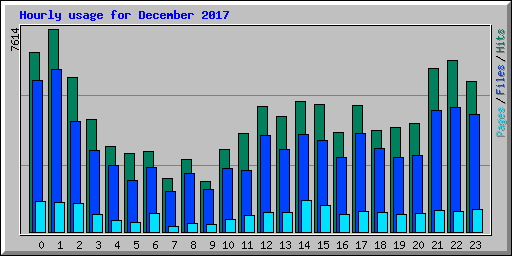 Hourly usage for December 2017
7614
Pages/Files/Hits
0 1 2 3 4 5 6 7 8 9 10 11 12 13 14 15 16 17 18 19 20 21 22 23